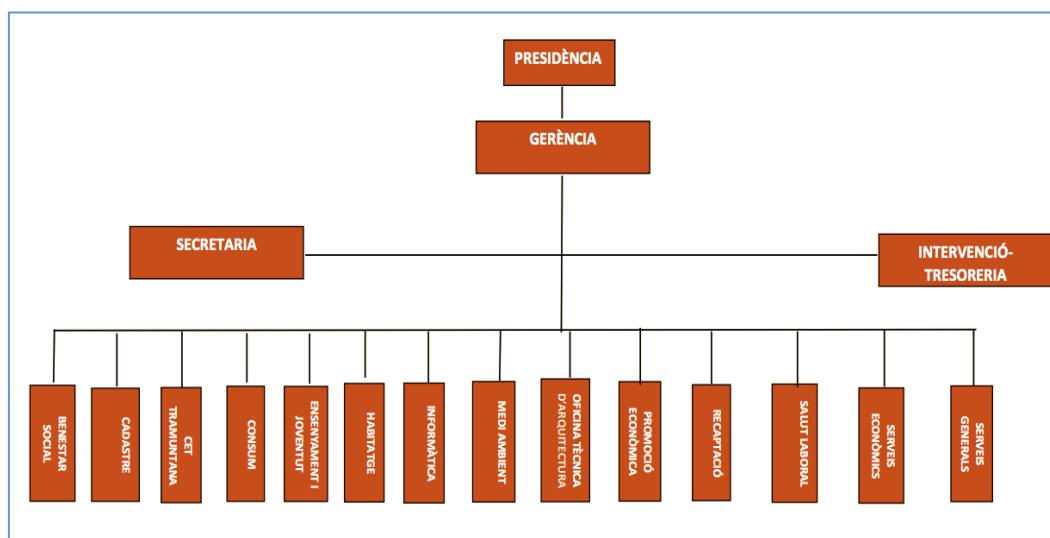 PRESIDÈNCIA
GERÈNCIA
SECRETARIA
INTERVENCIÓ-
TRESORERIA
BENESTAR
SOCIAL
CADASTRE
CET
TRAMUNTANA
CONSUM
ENSENYAMENT I
JOVENTUT
HABITATGE
INFORMÀTICA
MEDI AMBIENT
OFICINA TÈCNICA
D'ARQUITECTURA
PROMOCIÓ
ECONÒMICA
RECAPTACIÓ
SALUT LABORAL
SERVEIS
ECONÒMICS
SERVEIS
GENERALS